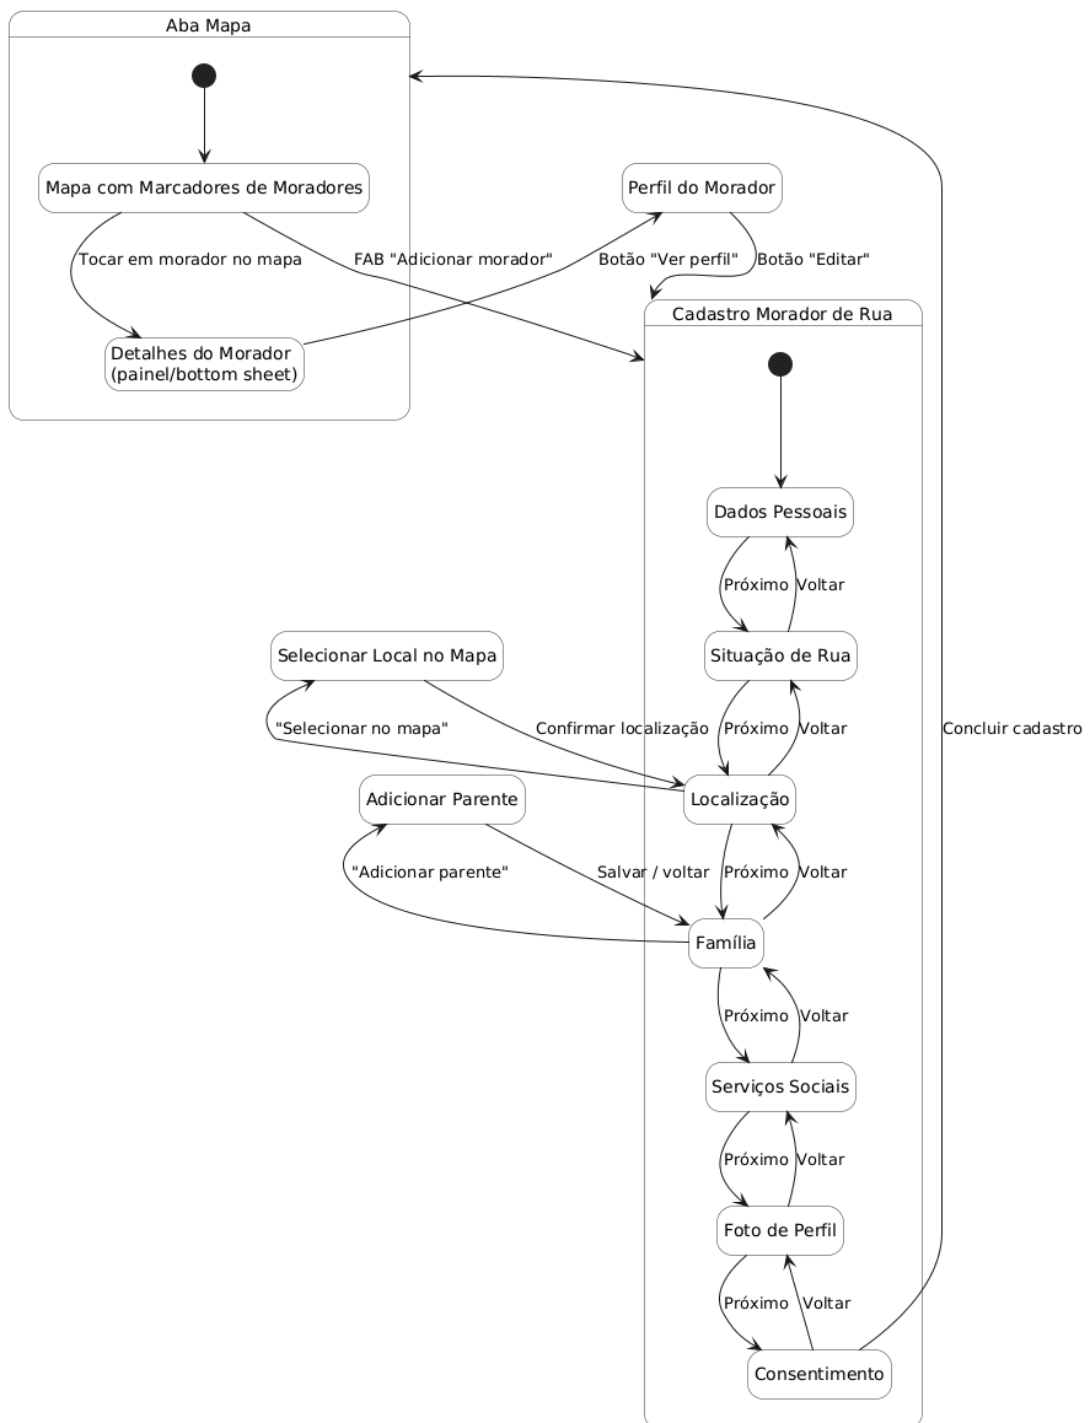 Aba Mapa
Mapa com Marcadores de Moradores
Perfil do Morador
Tocar em morador no mapa
FAB "Adicionar morador"
Botão "Ver perfil"
Botão "Editar"
Cadastro Morador de Rua
Detalhes do Morador
(painel/bottom sheet)
Dados Pessoais
Próximo
Voltar
Selecionar Local no Mapa
Situação de Rua
"Selecionar no mapa"
Confirmar localização
Próximo
Voltar
Concluir cadastro
Adicionar Parente
Localização
"Adicionar parente"
Salvar / voltar
Próximo
Voltar
Família
Próximo
Voltar
Serviços Sociais
Próximo
Voltar
Foto de Perfil
Próximo
Voltar
Consentimento